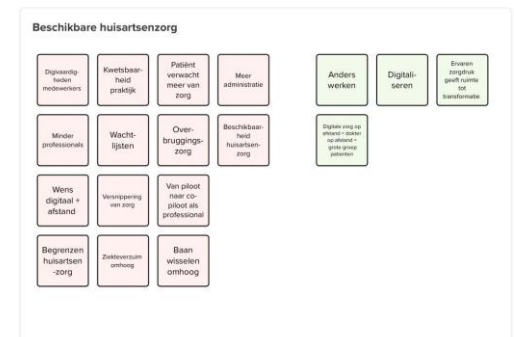 Beschikbare huisartsenzorg
Digivaardig-
heden
medewerkers
Kwetsbaar-
heid
praktijk
Patiënt
verwacht
meer van
zorg
Meer
administratie
Anders
werken
Digitali-
seren
Ervaren
zorgdruk
geeft ruimte
tot
transformatie
Minder
professionals
Wacht-
lijsten
Over-
bruggings-
zorg
Beschikbaar-
heid
huisartsen-
zorg
Digitale zorg op
afstand = dokter
op afstand =
grote groep
patiënten
Wens
digitaal +
afstand
Versnippering
van zorg
Van piloot
naar co-
piloot als
professional
Begrenzen
huisartsen
-zorg
Ziekteverzuim
omhoog
Baan
wisselen
omhoog